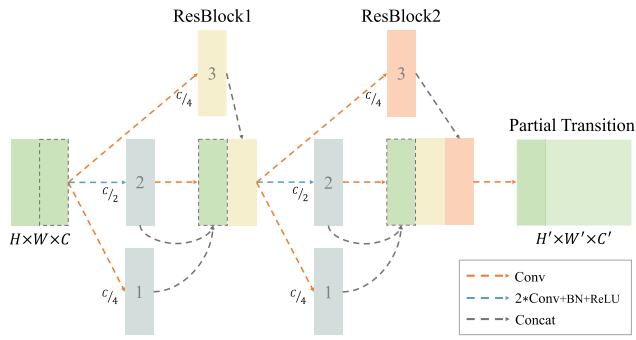 ResBlock1
ResBlock2
3
3
C/4
C/4
Partial Transition
2
2
C/2
C/2
H×W×C
H′×W′×C′
C/4
C/4
1
1
Conv
2*Conv+BN+ReLU
Concat